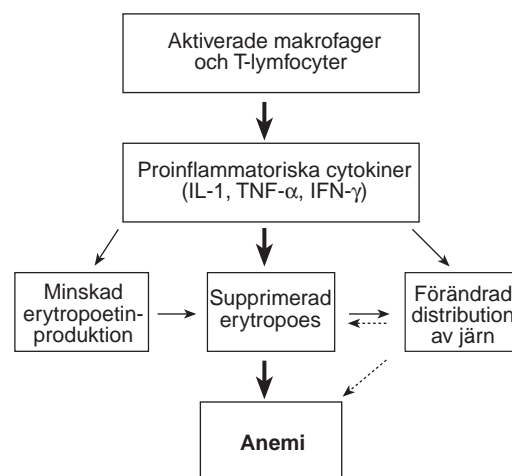 Aktiverade makrofager
och T-lymfocyter
Proinflammatoriska cytokiner
(IL-1, TNF-α, IFN-γ)
Minskad
erytropoetin-
produktion
Supprimerad
erytropoes
Förändrad
distribution
av järn
Anemi